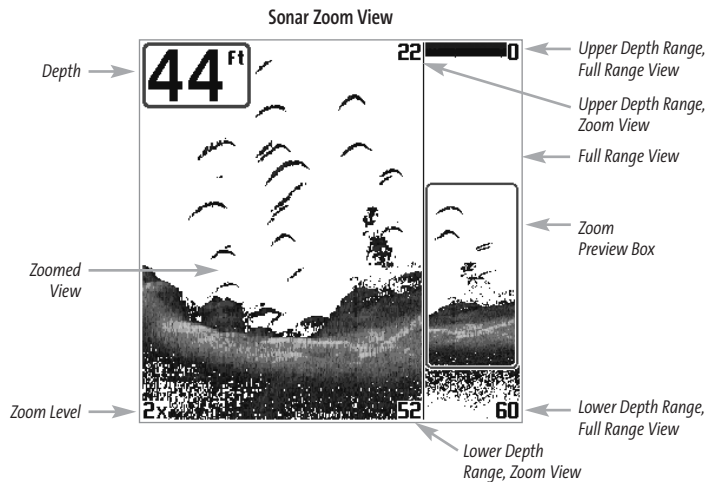 Sonar Zoom View
Depth
44 Ft
22
0
Upper Depth Range,
Full Range View
Upper Depth Range,
Zoom View
Full Range View
Zoom
Preview Box
Zoomed
View
Zoom Level
2x
52
60
Lower Depth Range,
Full Range View
Lower Depth
Range, Zoom View